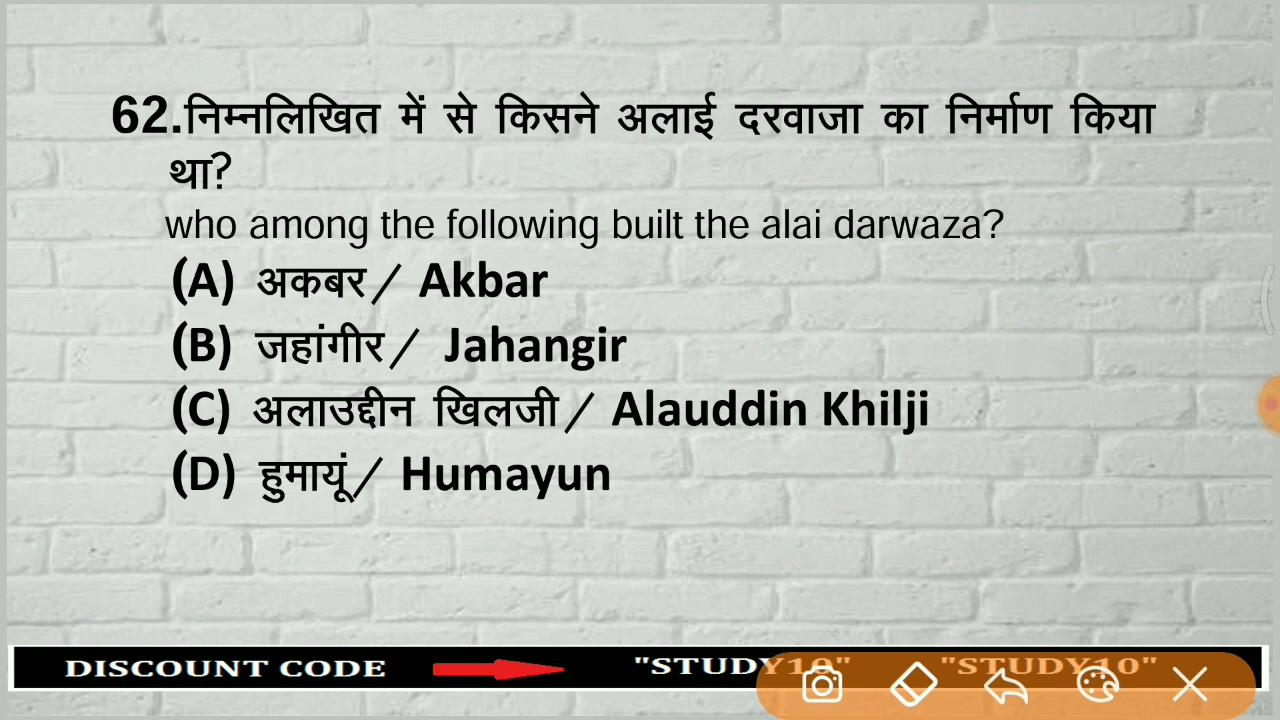 62.निम्नलिखित में से किसने अलाई दरवाजा का निर्माण किया
था?
who among the following built the alai darwaza?
(A) अकबर/ Akbar
(B) जहांगीर/ Jahangir
(C) अलाउद्दीन खिलजी/ Alauddin Khilji
(D) हुमायूं/ Humayun
DISCOUNT CODE "STUDY10" "STUDY10"